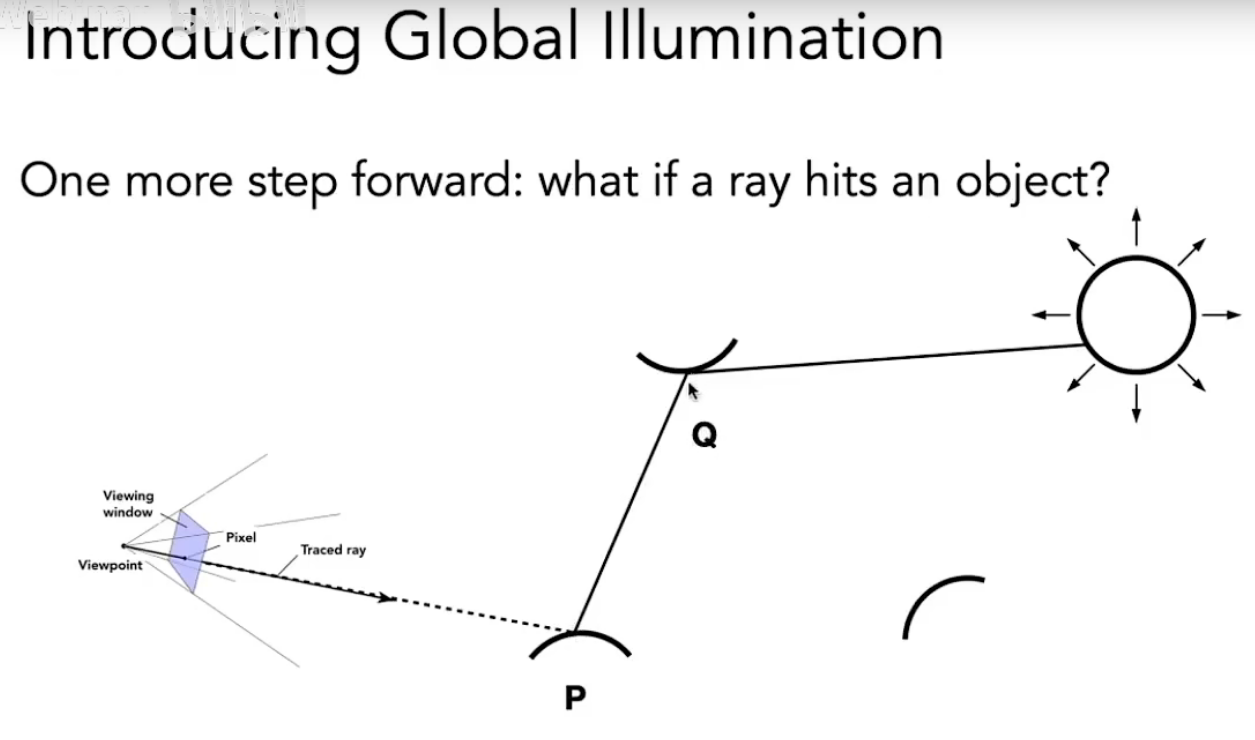 Introducing Global Illumination
One more step forward: what if a ray hits an object?
Q
Viewing
window
Pixel
Traced ray
Viewpoint
P